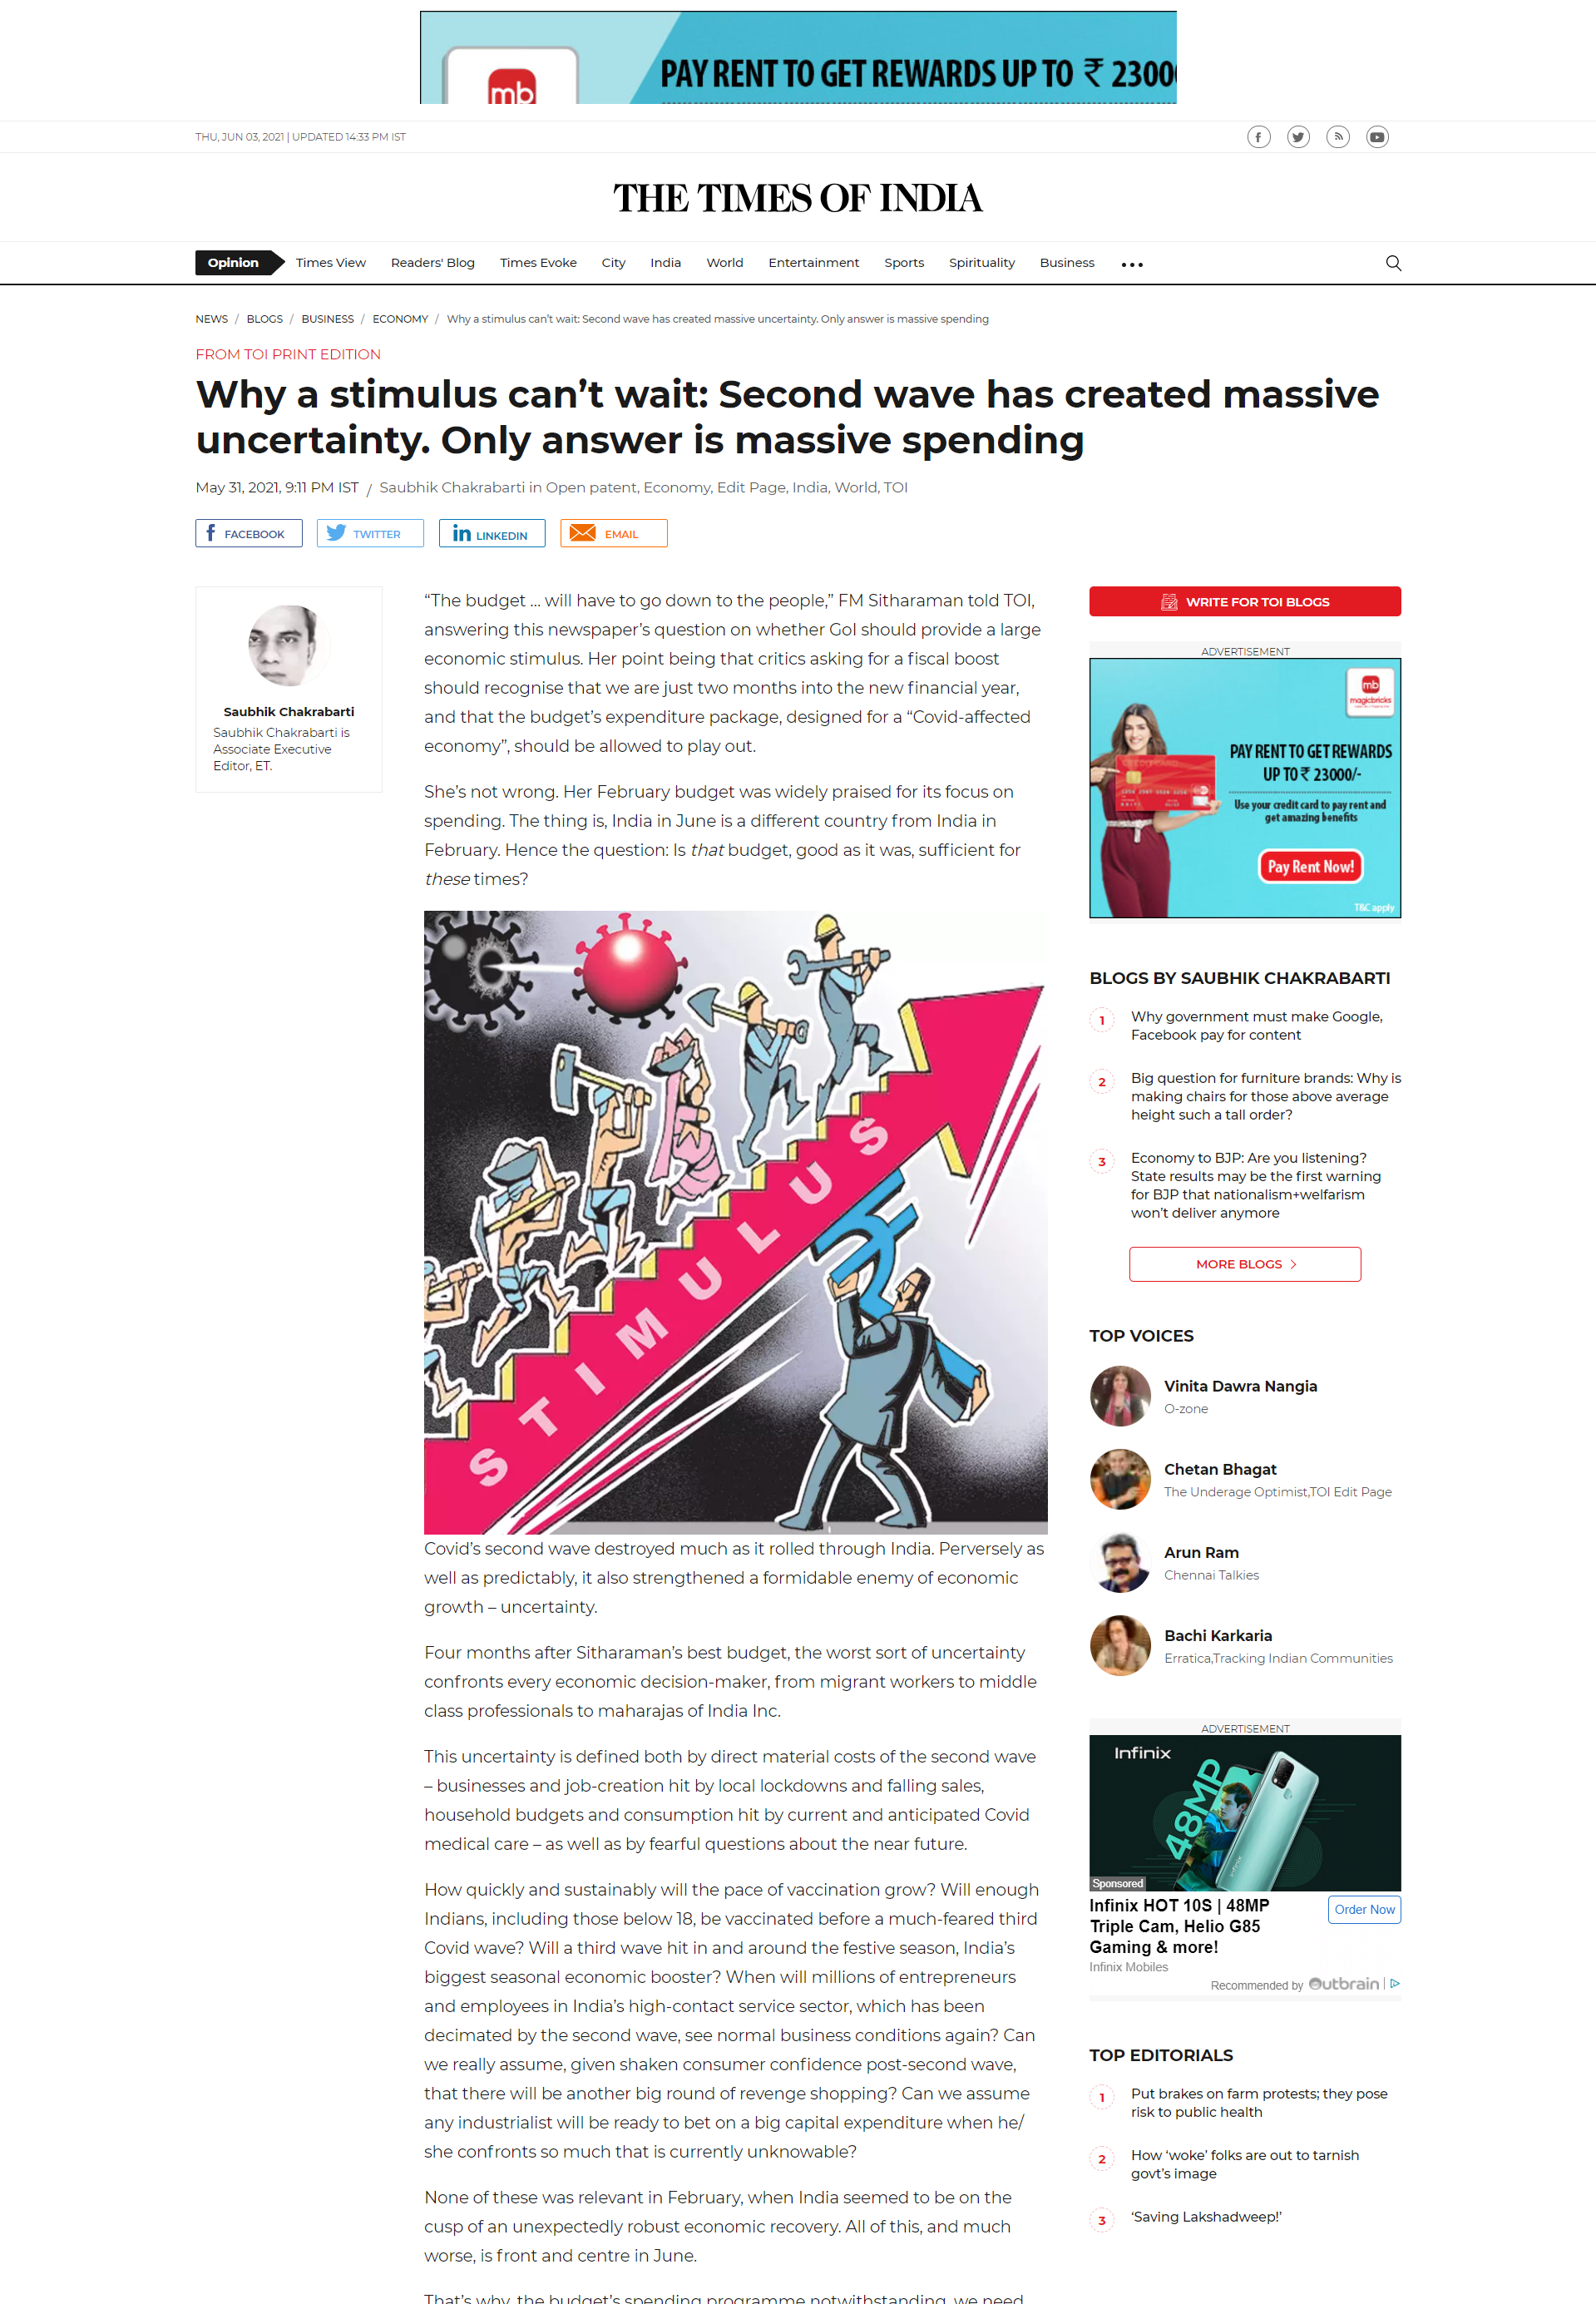 mb
PAY RENT TO GET REWARDS UP TO ₹ 2300
THU, JUN 03, 2021 | UPDATED 14:33 PM IST
THE TIMES OF INDIA
Opinion Times View Readers' Blog Times Evoke City India World Entertainment Sports Spirituality Business •••
NEWS / BLOGS / BUSINESS / ECONOMY / Why a stimulus can’t wait: Second wave has created massive uncertainty. Only answer is massive spending
FROM TOI PRINT EDITION
Why a stimulus can’t wait: Second wave has created massive
uncertainty. Only answer is massive spending
May 31, 2021, 9:11 PM IST / Saubhik Chakrabarti in Open patent, Economy, Edit Page, India, World, TOI
FACEBOOK TWITTER LINKEDIN EMAIL
Saubhik Chakrabarti
Saubhik Chakrabarti is
Associate Executive
Editor, ET.
“The budget … will have to go down to the people,” FM Sitharaman told TOI,
answering this newspaper’s question on whether GoI should provide a large
economic stimulus. Her point being that critics asking for a fiscal boost
should recognise that we are just two months into the new financial year,
and that the budget’s expenditure package, designed for a “Covid-affected
economy”, should be allowed to play out.
She’s not wrong. Her February budget was widely praised for its focus on
spending. The thing is, India in June is a different country from India in
February. Hence the question: Is that budget, good as it was, sufficient for
these times?
STIMULUS
Covid’s second wave destroyed much as it rolled through India. Perversely as
well as predictably, it also strengthened a formidable enemy of economic
growth – uncertainty.
Four months after Sitharaman’s best budget, the worst sort of uncertainty
confronts every economic decision-maker, from migrant workers to middle
class professionals to maharajas of India Inc.
This uncertainty is defined both by direct material costs of the second wave
– businesses and job-creation hit by local lockdowns and falling sales,
household budgets and consumption hit by current and anticipated Covid
medical care – as well as by fearful questions about the near future.
How quickly and sustainably will the pace of vaccination grow? Will enough
Indians, including those below 18, be vaccinated before a much-feared third
Covid wave? Will a third wave hit in and around the festive season, India’s
biggest seasonal economic booster? When will millions of entrepreneurs
and employees in India’s high-contact service sector, which has been
decimated by the second wave, see normal business conditions again? Can
we really assume, given shaken consumer confidence post-second wave,
that there will be another big round of revenge shopping? Can we assume
any industrialist will be ready to bet on a big capital expenditure when he/
she confronts so much that is currently unknowable?
None of these was relevant in February, when India seemed to be on the
cusp of an unexpectedly robust economic recovery. All of this, and much
worse, is front and centre in June.
That’s why, the budget’s spending programme notwithstanding, we need
WRITE FOR TOI BLOGS
ADVERTISEMENT
mb
magicbricks
CREDIT CARD
PAY RENT TO GET REWARDS
UP TO ₹ 23000/-
Use your credit card to pay rent and
get amazing benefits
Pay Rent Now!
T&C apply
BLOGS BY SAUBHIK CHAKRABARTI
1 Why government must make Google,
Facebook pay for content
2 Big question for furniture brands: Why is
making chairs for those above average
height such a tall order?
3 Economy to BJP: Are you listening?
State results may be the first warning
for BJP that nationalism+welfarism
won’t deliver anymore
MORE BLOGS
TOP VOICES
Vinita Dawra Nangia
O-zone
Chetan Bhagat
The Underage Optimist,TOI Edit Page
Arun Ram
Chennai Talkies
Bachi Karkaria
Erratica,Tracking Indian Communities
ADVERTISEMENT
Infinix
48MP
Infinix
Sponsored
Infinix HOT 10S | 48MP
Triple Cam, Helio G85
Gaming & more!
Order Now
Infinix Mobiles
Recommended by Outbrain
TOP EDITORIALS
1 Put brakes on farm protests; they pose
risk to public health
2 How ‘woke’ folks are out to tarnish
govt’s image
3 ‘Saving Lakshadweep!’